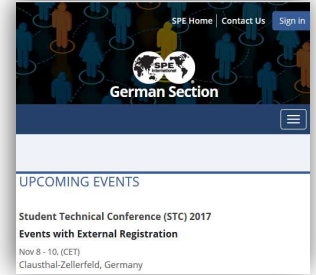 SPE Home | Contact Us Sign in
SPE
International
German Section
UPCOMING EVENTS
Student Technical Conference (STC) 2017
Events with External Registration
Nov 8 - 10, (CET)
Clausthal-Zellerfeld, Germany